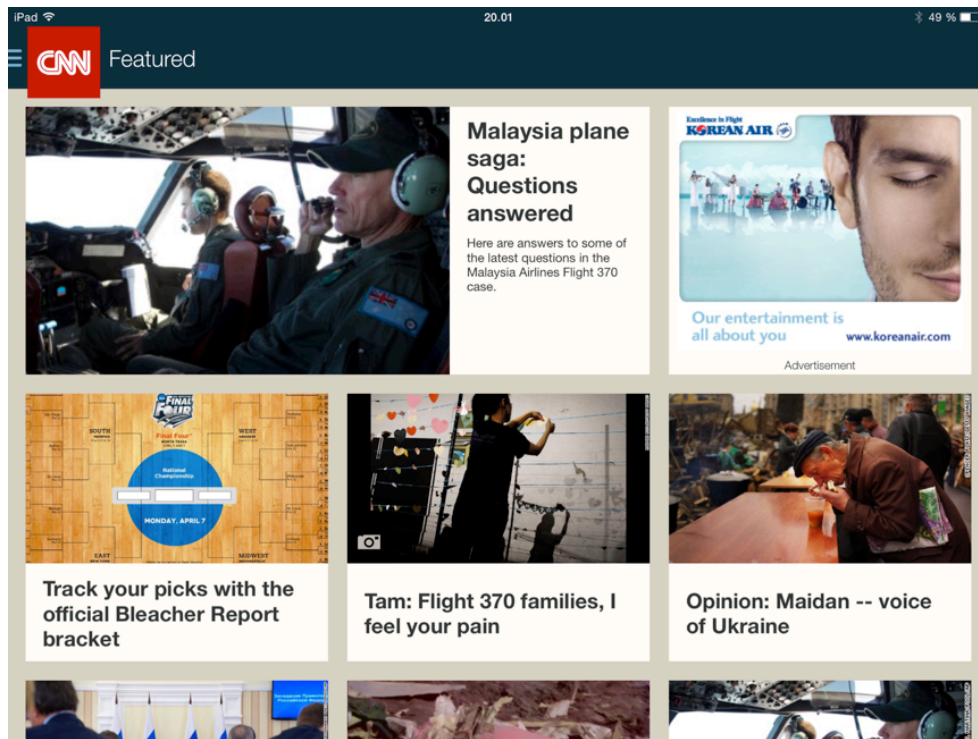 iPad
20.01
49 %
CNN
Featured
Malaysia plane
saga:
Questions
answered
Here are answers to some of
the latest questions in the
Malaysia Airlines Flight 370
case.
Excellence in Flight
KOREAN AIR
Our entertainment is
all about you
www.koreanair.com
Advertisement
FINAL
FOUR
SOUTH
Final Four
WEST
National
Championship
MONDAY, APRIL 7
EAST
MIDWEST
Track your picks with the
official Bleacher Report
bracket
Tam: Flight 370 families, I
feel your pain
Opinion: Maidan -- voice
of Ukraine